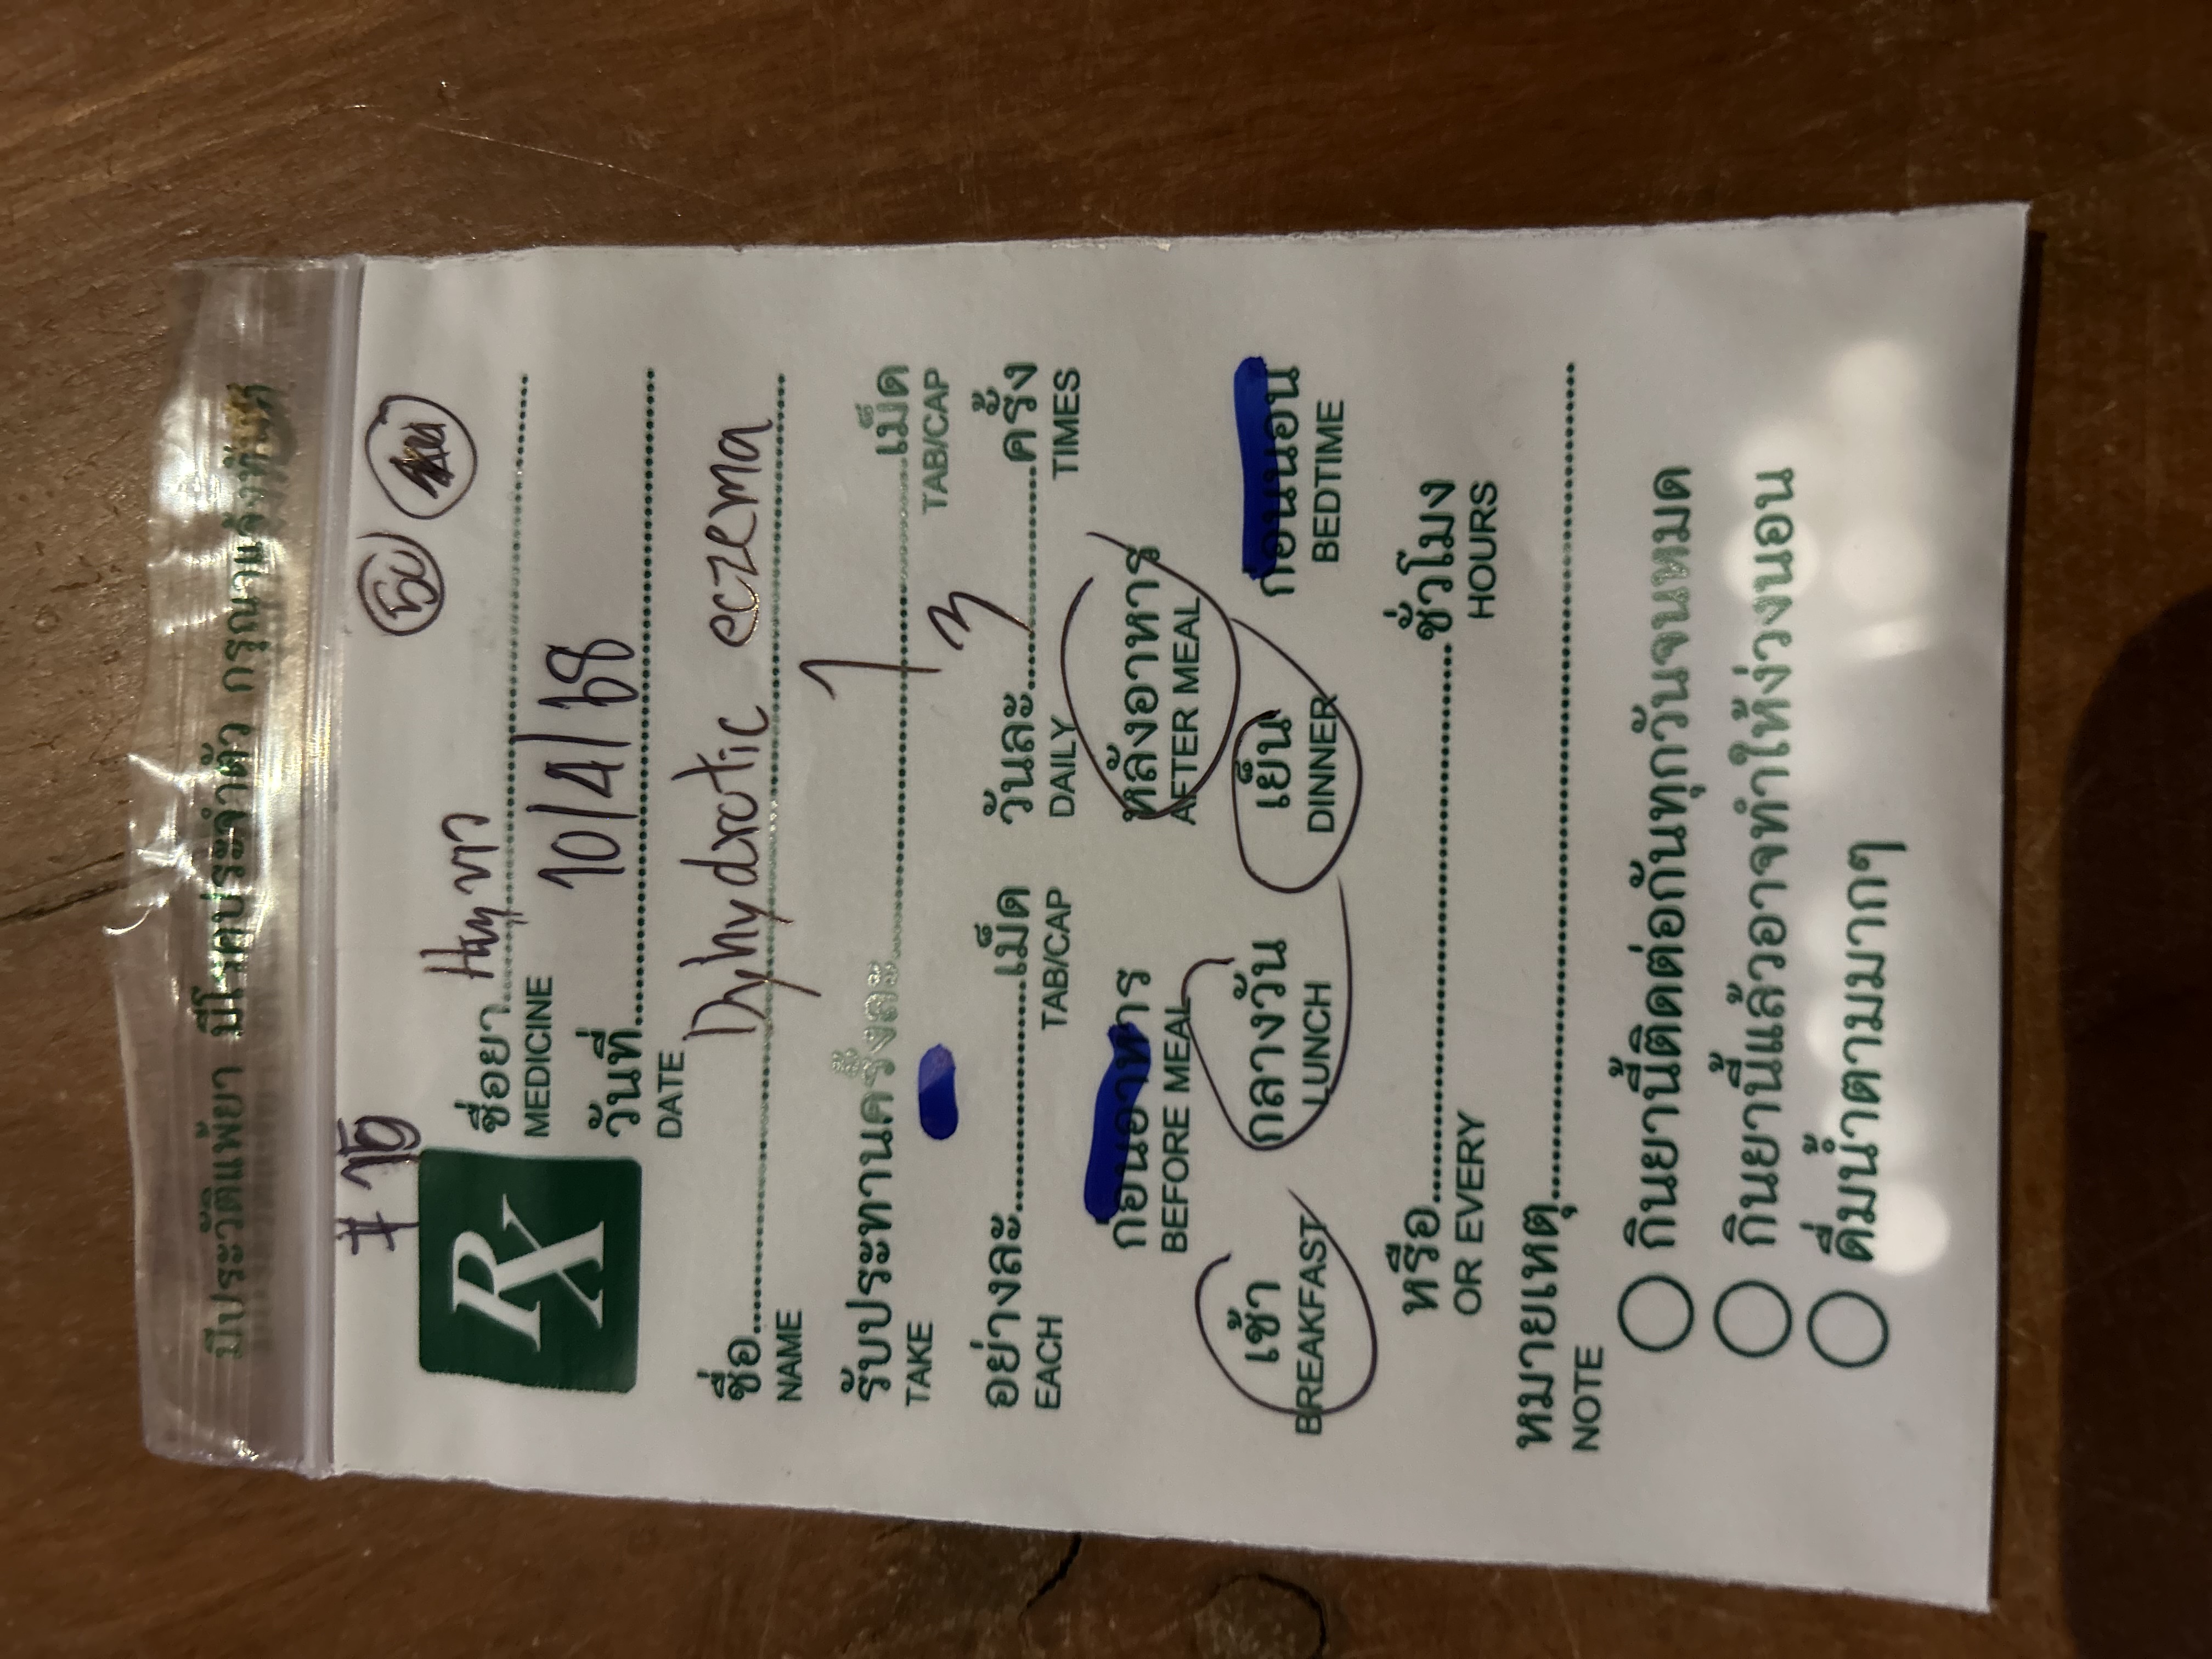 มีประวัติแพ้ยา มีโรคประจำตัว กรุณาแจ้ง
# 15
Rx
ชื่อยา
MEDICINE
วันที่ 10/4/68
DATE
ชื่อ Dyhydrotic eczema
NAME
รับประทานครั้งละ 1 เม็ด
TAKE TAB/CAP
อย่างละ เม็ด วันละ 3 ครั้ง
EACH TAB/CAP DAILY TIMES
ก่อนอาหาร หลังอาหาร
BEFORE MEAL AFTER MEAL
เช้า กลางวัน เย็น ก่อนนอน
BREAKFAST LUNCH DINNER BEDTIME
หรือ ชั่วโมง
OR EVERY HOURS
หมายเหตุ
NOTE
กินยานี้ติดต่อกันทุกวันจนหมด
กินยานี้แล้วอาจทำให้ง่วงนอน
ดื่มน้ำตามมากๆ